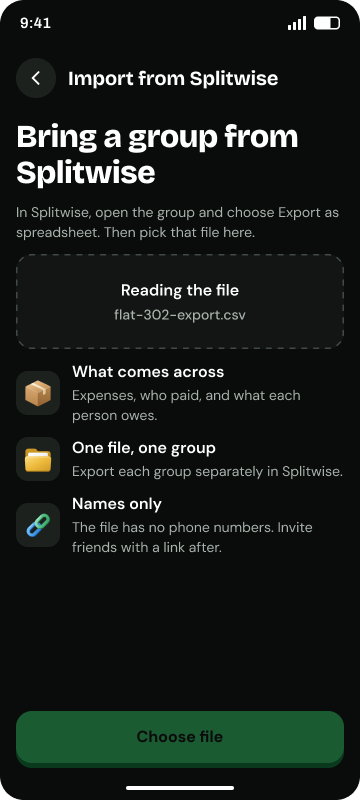 9:41
Import from Splitwise
Bring a group from
Splitwise
In Splitwise, open the group and choose Export as
spreadsheet. Then pick that file here.
Reading the file
flat-302-export.csv
What comes across
Expenses, who paid, and what each
person owes.
One file, one group
Export each group separately in Splitwise.
Names only
The file has no phone numbers. Invite
friends with a link after.
Choose file